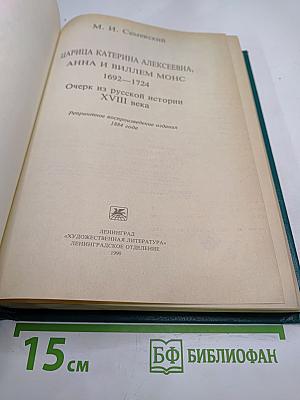 М. И. Семевский
ЦАРИЦА КАТЕРИНА АЛЕКСЕЕВНА,
АННА И ВИЛЛЕМ МОНС
1692—1724
Очерк из русской истории
XVIII века
Репринтное воспроизведение издания
1884 года
ЛЕНИНГРАД
«ХУДОЖЕСТВЕННАЯ ЛИТЕРАТУРА»
ЛЕНИНГРАДСКОЕ ОТДЕЛЕНИЕ
1990
15 см
БФ БИБЛИОФАН